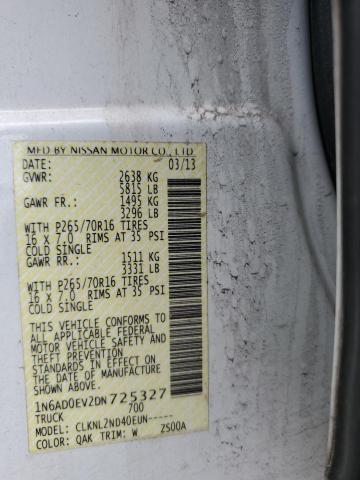 MFD BY NISSAN MOTOR CO., LTD
DATE: 03/13
GVWR: 2638 KG
5815 LB
GAWR FR.: 1495 KG
3296 LB
WITH P265/70R16 TIRES
16 X 7.0 RIMS AT 35 PSI
COLD SINGLE
GAWR RR.: 1511 KG
3331 LB
WITH P265/70R16 TIRES
16 X 7.0 RIMS AT 35 PSI
COLD SINGLE
THIS VEHICLE CONFORMS TO
ALL APPLICABLE FEDERAL
MOTOR VEHICLE SAFETY AND
THEFT PREVENTION
STANDARDS IN EFFECT ON
THE DATE OF MANUFACTURE
SHOWN ABOVE.
1N6AD0EV2DN725327
TRUCK 700
MODEL: CLKNL2ND40EUN-----
COLOR: QAK TRIM: W ZS00A